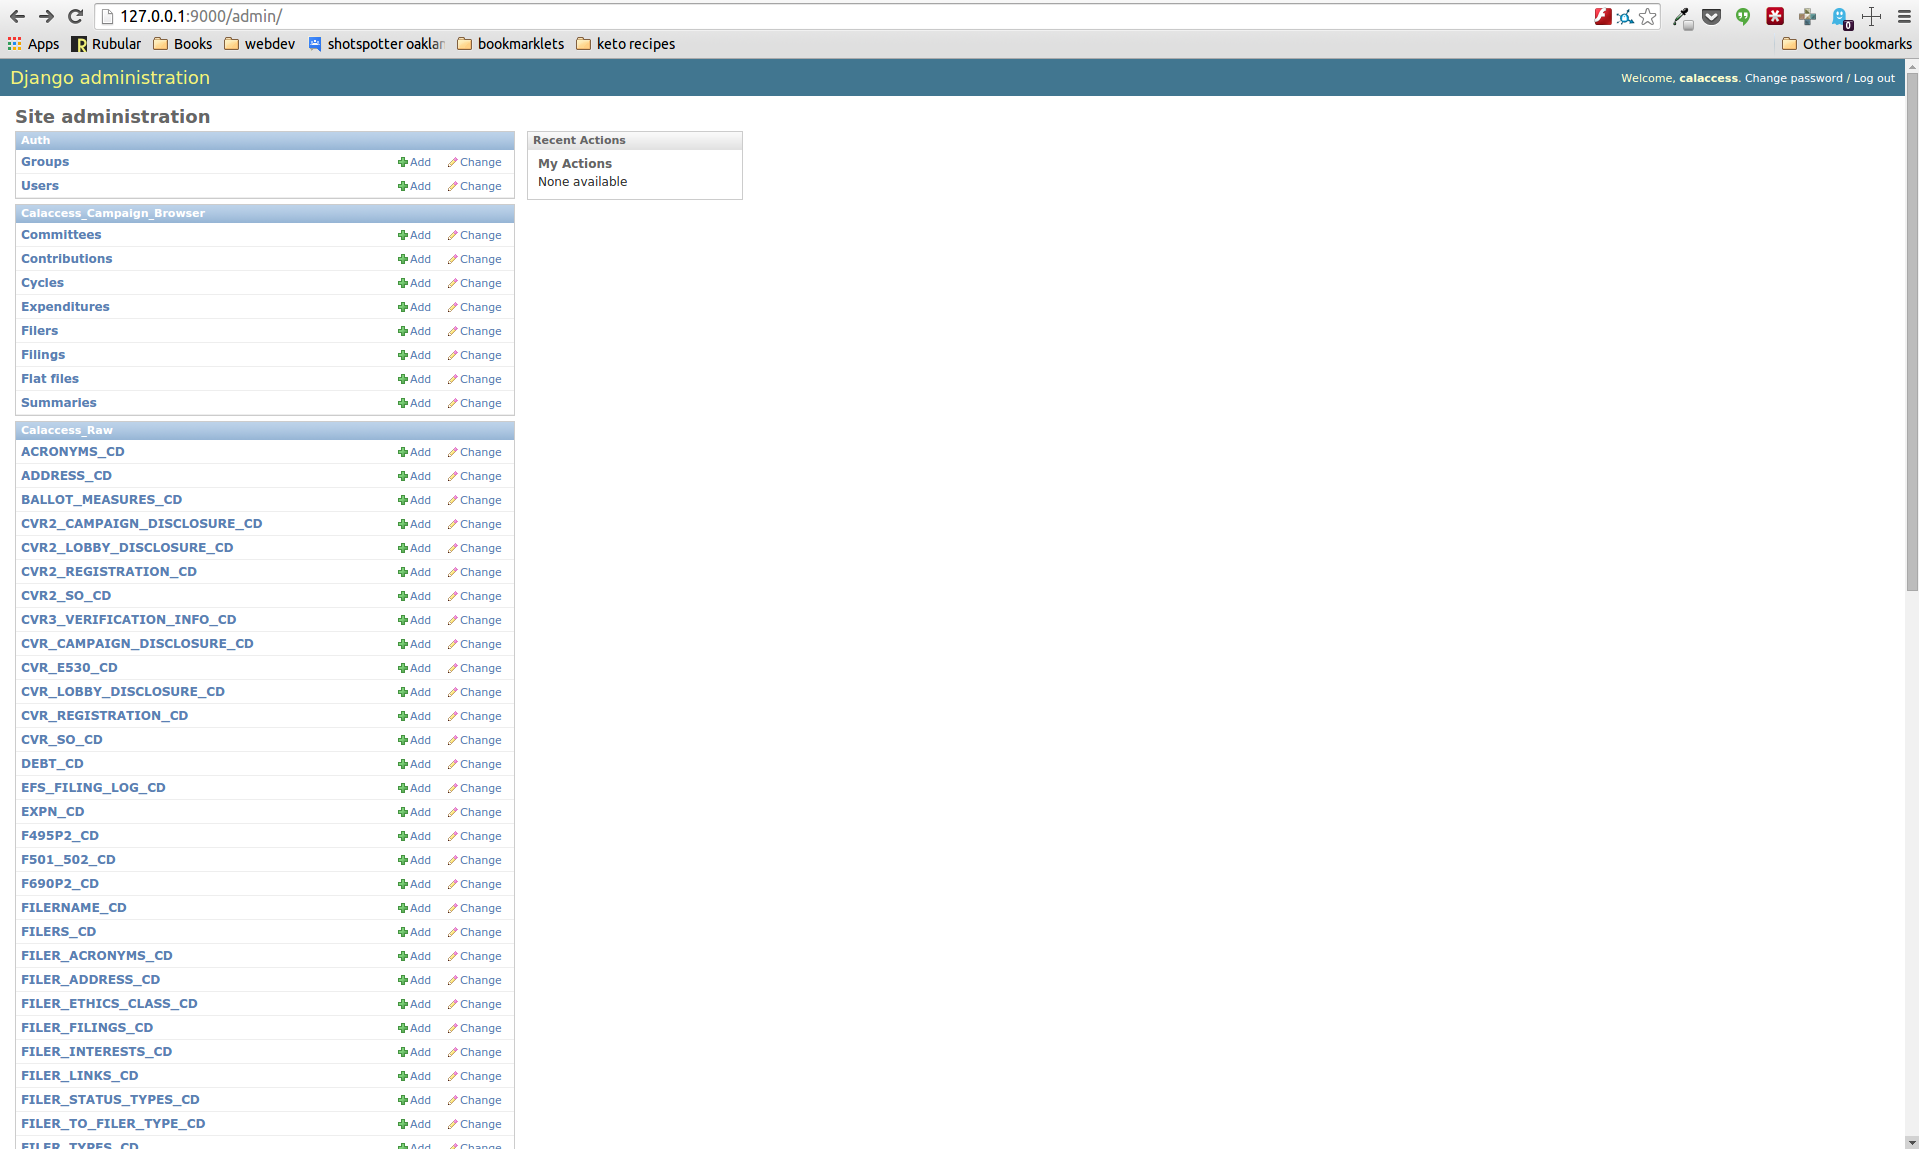 127.0.0.1:9000/admin/
Apps Rubular Books webdev shotspotter oaklan bookmarklets keto recipes Other bookmarks
Django administration Welcome, calaccess. Change password / Log out
Site administration
Auth
Groups Add Change
Users Add Change
Recent Actions
My Actions
None available
Calaccess_Campaign_Browser
Committees Add Change
Contributions Add Change
Cycles Add Change
Expenditures Add Change
Filers Add Change
Filings Add Change
Flat files Add Change
Summaries Add Change
Calaccess_Raw
ACRONYMS_CD Add Change
ADDRESS_CD Add Change
BALLOT_MEASURES_CD Add Change
CVR2_CAMPAIGN_DISCLOSURE_CD Add Change
CVR2_LOBBY_DISCLOSURE_CD Add Change
CVR2_REGISTRATION_CD Add Change
CVR2_SO_CD Add Change
CVR3_VERIFICATION_INFO_CD Add Change
CVR_CAMPAIGN_DISCLOSURE_CD Add Change
CVR_E530_CD Add Change
CVR_LOBBY_DISCLOSURE_CD Add Change
CVR_REGISTRATION_CD Add Change
CVR_SO_CD Add Change
DEBT_CD Add Change
EFS_FILING_LOG_CD Add Change
EXPN_CD Add Change
F495P2_CD Add Change
F501_502_CD Add Change
F690P2_CD Add Change
FILERNAME_CD Add Change
FILERS_CD Add Change
FILER_ACRONYMS_CD Add Change
FILER_ADDRESS_CD Add Change
FILER_ETHICS_CLASS_CD Add Change
FILER_FILINGS_CD Add Change
FILER_INTERESTS_CD Add Change
FILER_LINKS_CD Add Change
FILER_STATUS_TYPES_CD Add Change
FILER_TO_FILER_TYPE_CD Add Change
FILER_TYPES_CD Add Change